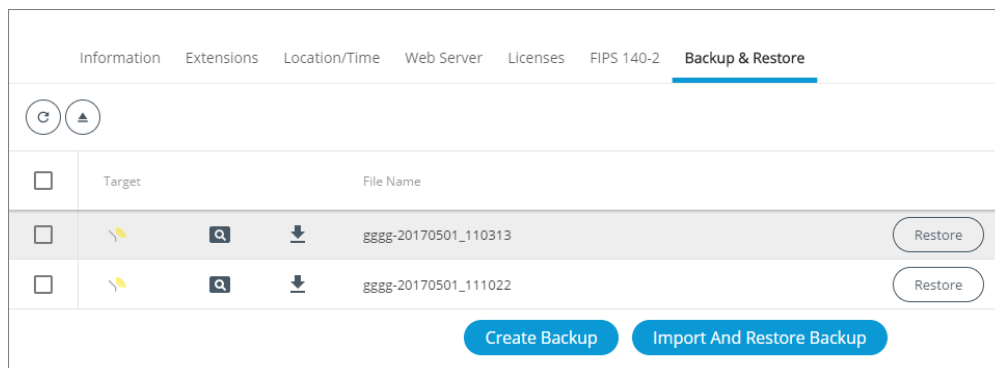 Information Extensions Location/Time Web Server Licenses FIPS 140-2 Backup & Restore
Target File Name
gggg-20170501_110313 Restore
gggg-20170501_111022 Restore
Create Backup Import And Restore Backup